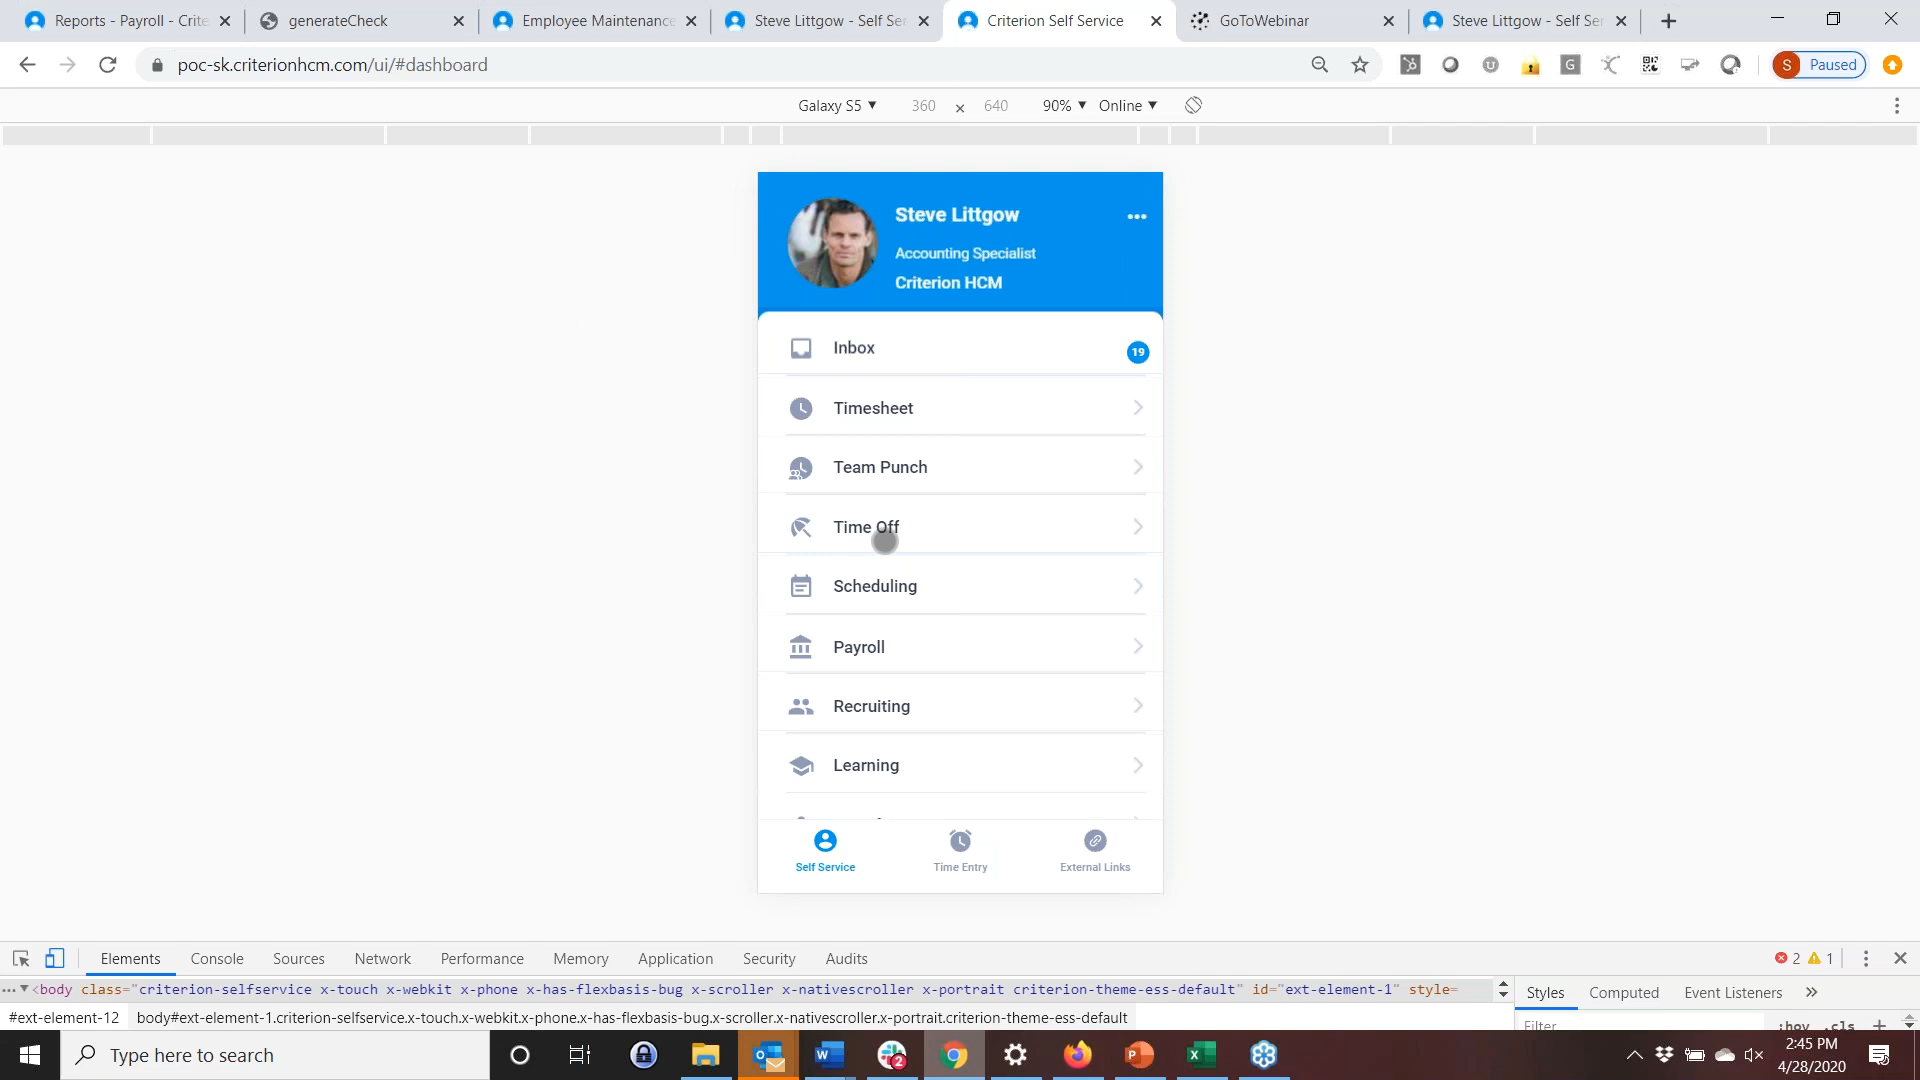 Reports - Payroll - Crite
generateCheck
Employee Maintenance
Steve Littgow - Self Ser
Criterion Self Service
GoToWebinar
Steve Littgow - Self Ser
poc-sk.criterionhcm.com/ui/#dashboard
S Paused
Galaxy S5 ▼ 360 x 640 90% ▼ Online ▼
Steve Littgow
Accounting Specialist
Criterion HCM
Inbox 19
Timesheet
Team Punch
Time Off
Scheduling
Payroll
Recruiting
Learning
Self Service
Time Entry
External Links
Elements Console Sources Network Performance Memory Application Security Audits 2 1
<body class="criterion-selfservice x-touch x-webkit x-phone x-has-flexbasis-bug x-scroller x-nativescroller x-portrait criterion-theme-ess-default" id="ext-element-1" style=
Styles Computed Event Listeners »
#ext-element-12 body#ext-element-1.criterion-selfservice.x-touch.x-webkit.x-phone.x-has-flexbasis-bug.x-scroller.x-nativescroller.x-portrait.criterion-theme-ess-default
Filter :hov .cls +
Type here to search
2
2:45 PM
4/28/2020